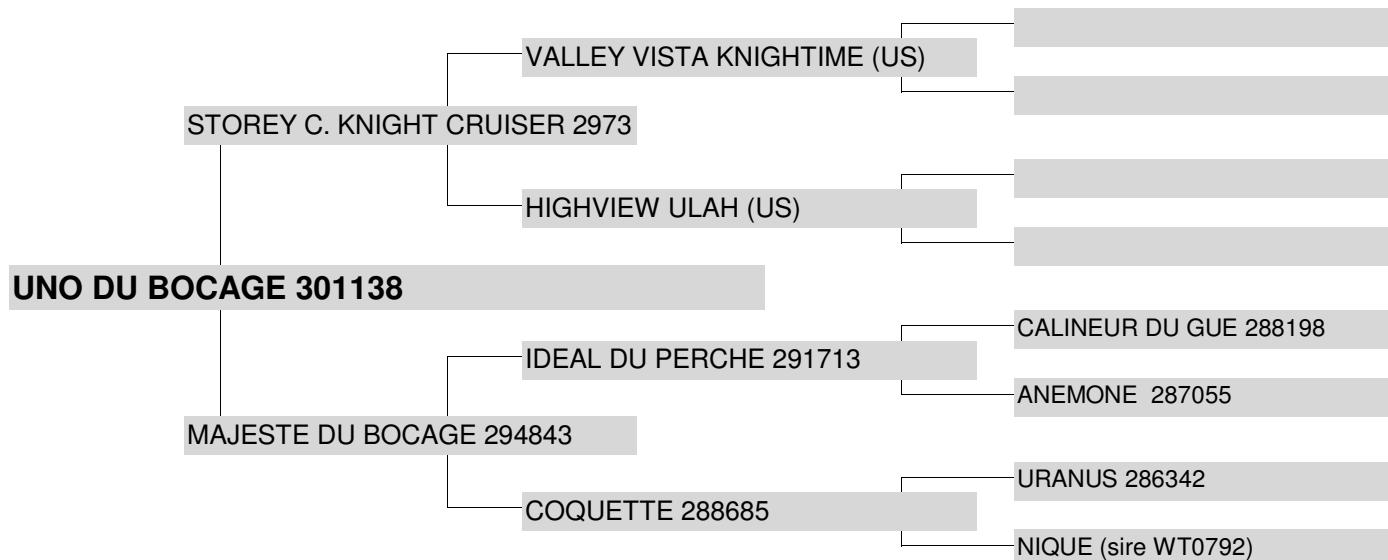 VALLEY VISTA KNIGHTIME (US)
STOREY C. KNIGHT CRUISER 2973
HIGHVIEW ULAH (US)
UNO DU BOCAGE 301138
CALINEUR DU GUE 288198
IDEAL DU PERCHE 291713
ANEMONE 287055
MAJESTE DU BOCAGE 294843
URANUS 286342
COQUETTE 288685
NIQUE (sire WT0792)